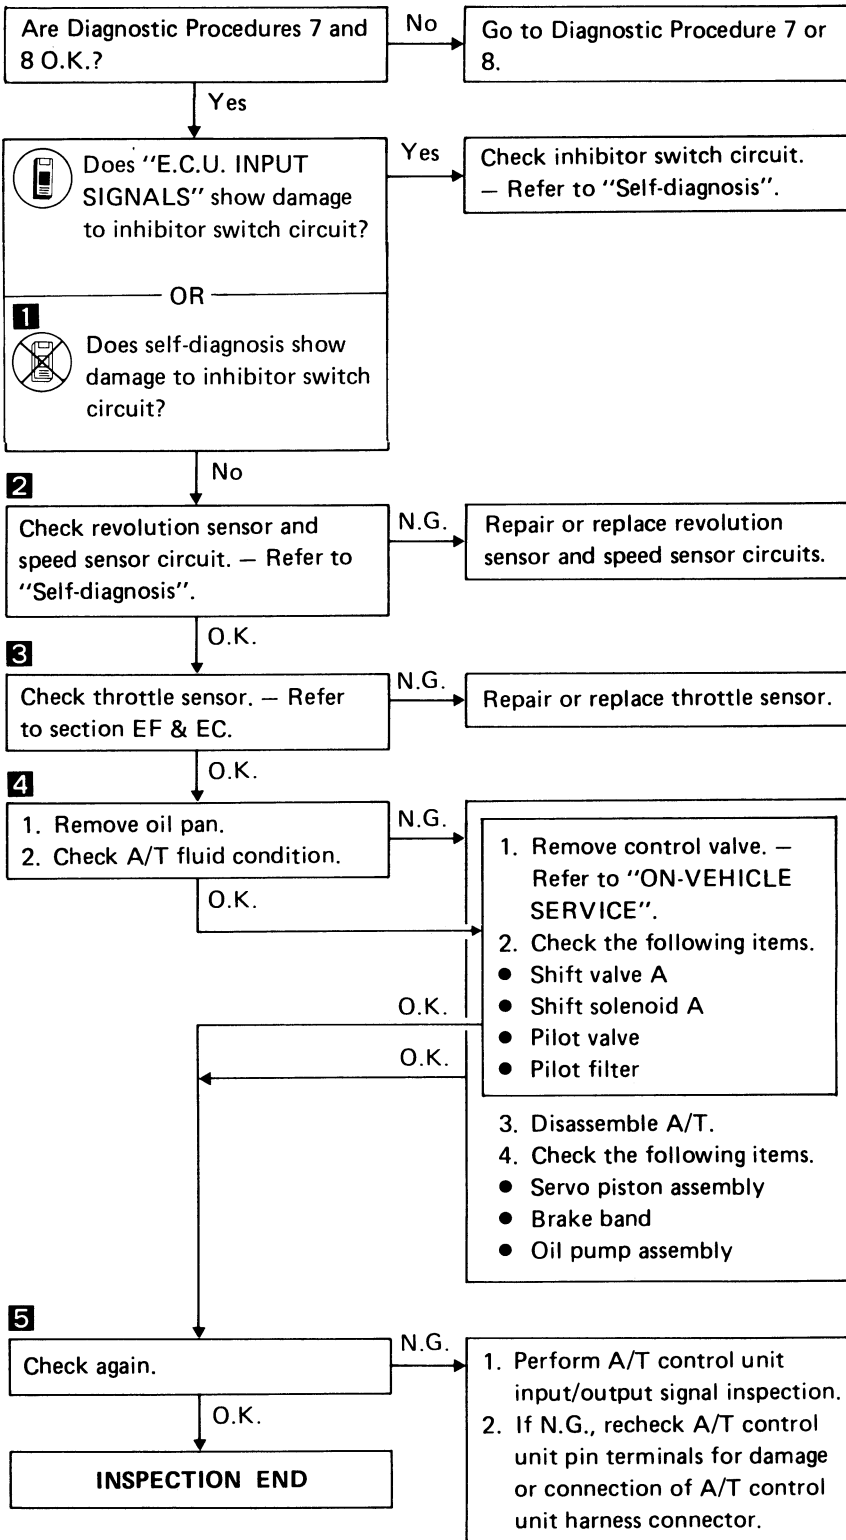 Are Diagnostic Procedures 7 and
8 O.K.?
No
Go to Diagnostic Procedure 7 or
8.
Yes
Does "E.C.U. INPUT
SIGNALS" show damage
to inhibitor switch circuit?
Yes
Check inhibitor switch circuit.
— Refer to "Self-diagnosis".
OR
1
Does self-diagnosis show
damage to inhibitor switch
circuit?
No
2
Check revolution sensor and
speed sensor circuit. — Refer to
"Self-diagnosis".
N.G.
Repair or replace revolution
sensor and speed sensor circuits.
O.K.
3
Check throttle sensor. — Refer
to section EF & EC.
N.G.
Repair or replace throttle sensor.
O.K.
4
1. Remove oil pan.
2. Check A/T fluid condition.
N.G.
O.K.
1. Remove control valve. —
Refer to "ON-VEHICLE
SERVICE".
2. Check the following items.
● Shift valve A
● Shift solenoid A
● Pilot valve
● Pilot filter
O.K.
O.K.
3. Disassemble A/T.
4. Check the following items.
● Servo piston assembly
● Brake band
● Oil pump assembly
5
Check again.
N.G.
1. Perform A/T control unit
input/output signal inspection.
2. If N.G., recheck A/T control
unit pin terminals for damage
or connection of A/T control
unit harness connector.
O.K.
INSPECTION END